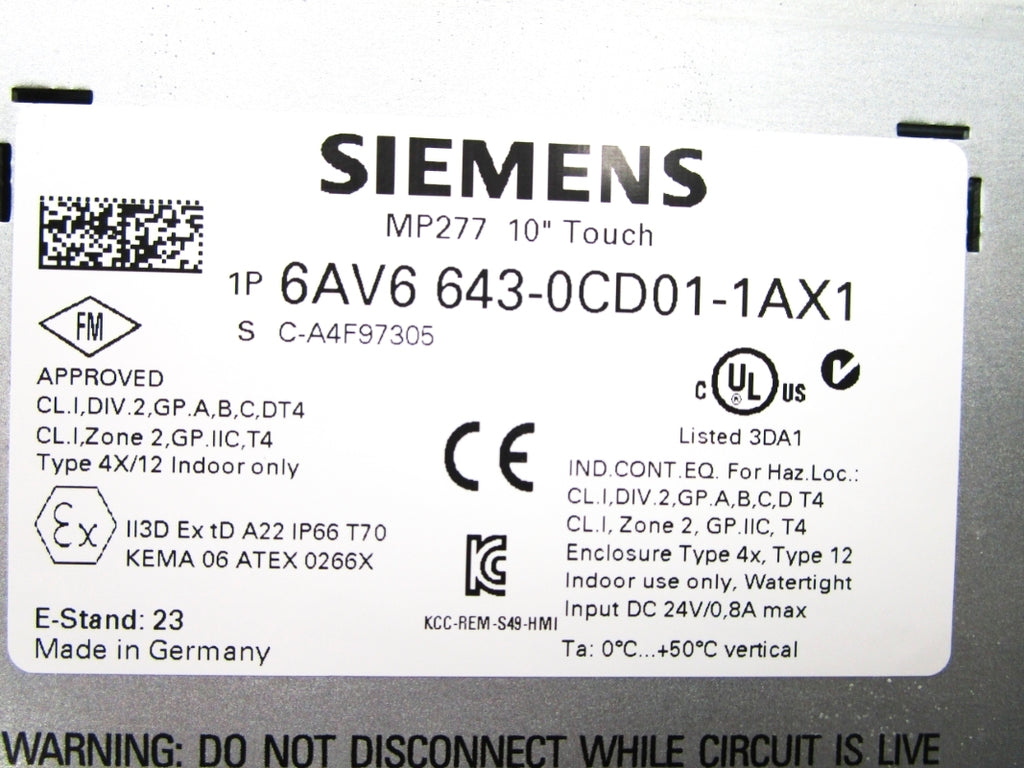 SIEMENS
MP277 10" Touch
1P 6AV6 643-0CD01-1AX1
S C-A4F97305
FM
APPROVED
CL.I,DIV.2,GP.A,B,C,DT4
CL.I,Zone 2,GP.IIC,T4
Type 4X/12 Indoor only
Ex
II3D Ex tD A22 IP66 T70
KEMA 06 ATEX 0266X
E-Stand: 23
Made in Germany
CE
KC
KCC-REM-S49-HMI
C UL ® US
Listed 3DA1
IND.CONT.EQ. For Haz.Loc.:
CL.I,DIV.2,GP.A,B,C,D T4
CL.I, Zone 2, GP.IIC, T4
Enclosure Type 4x, Type 12
Indoor use only, Watertight
Input DC 24V/0,8A max
Ta: 0°C...+50°C vertical
WARNING: DO NOT DISCONNECT WHILE CIRCUIT IS LIVE